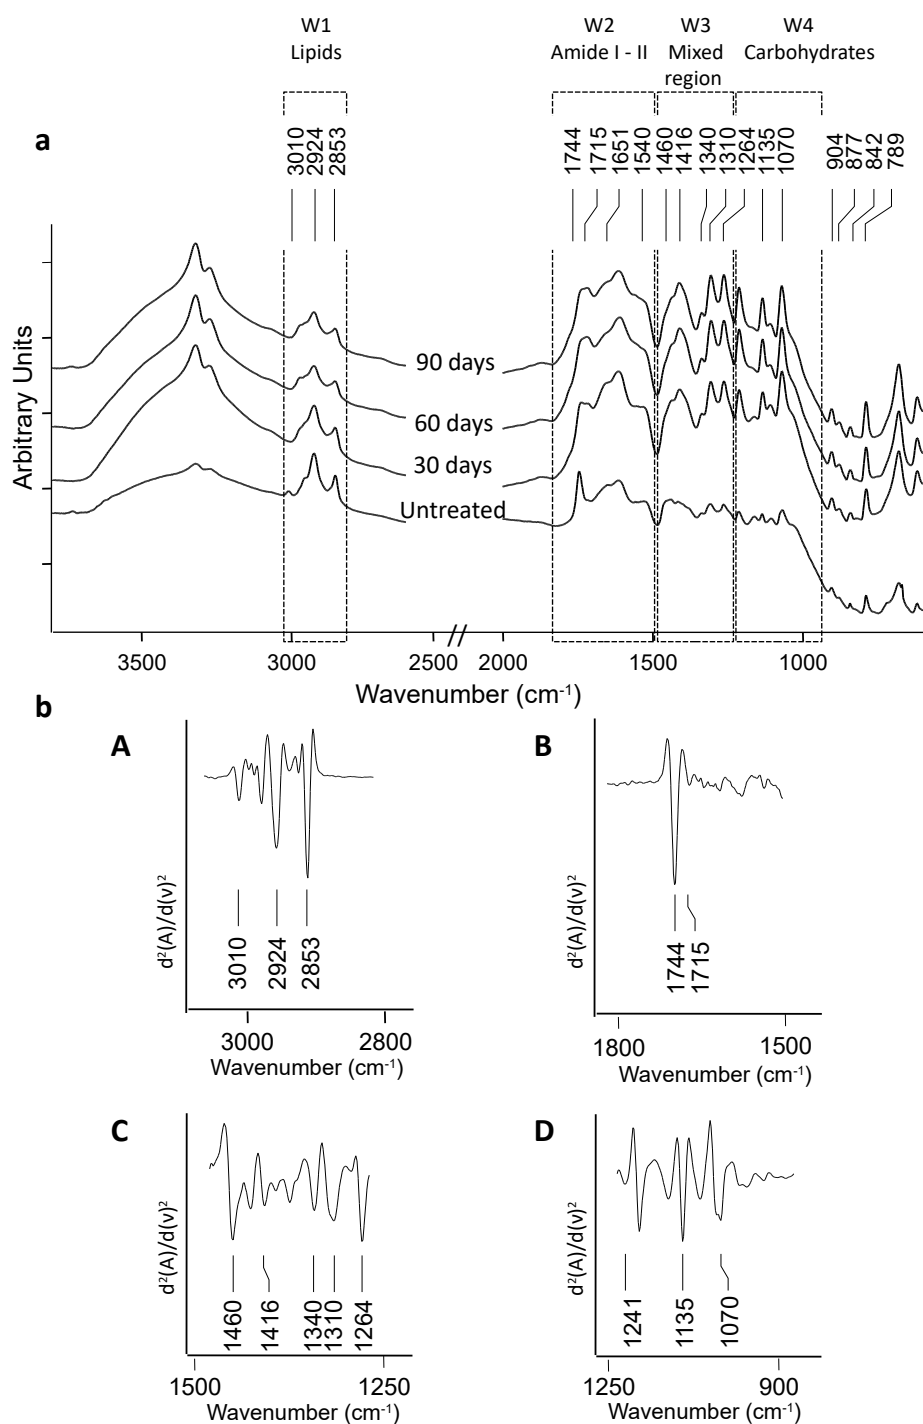 W1
Lipids
W2
Amide I - II
W3
Mixed
region
W4
Carbohydrates
a
3010
2924
2853
1744
1715
1651
1540
1460
1416
1340
1310
1264
1135
1070
904
877
842
789
Arbitrary Units
90 days
60 days
30 days
Untreated
3500
3000
2500
2000
1500
1000
Wavenumber (cm-1)
b
A
d2(A)/d(v)2
3010
2924
2853
3000
2800
Wavenumber (cm-1)
B
d2(A)/d(v)2
1744
1715
1800
1500
Wavenumber (cm-1)
C
d2(A)/d(v)2
1460
1416
1340
1310
1264
1500
1250
Wavenumber (cm-1)
D
d2(A)/d(v)2
1241
1135
1070
1250
900
Wavenumber (cm-1)